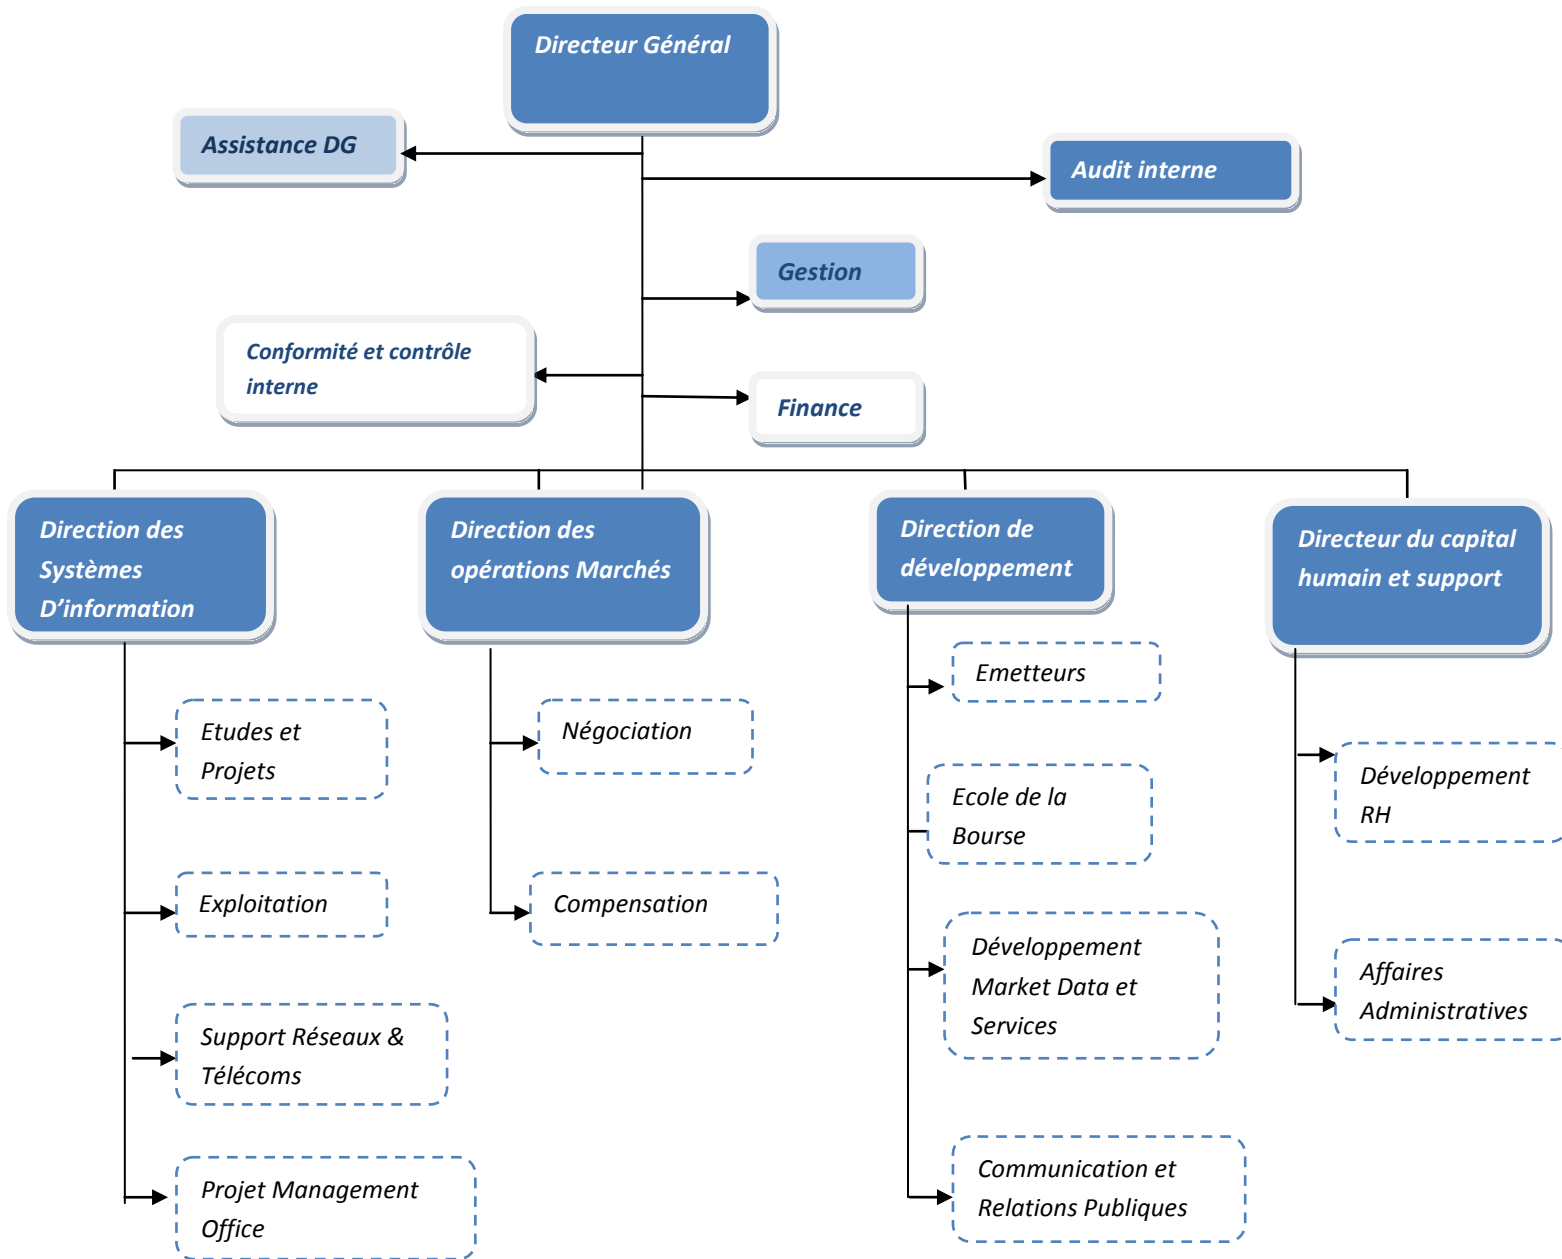 Directeur Général
Assistance DG
Audit interne
Gestion
Conformité et contrôle
interne
Finance
Direction des
Systèmes
D’information
Direction des
opérations Marchés
Direction de
développement
Directeur du capital
humain et support
Etudes et
Projets
Exploitation
Support Réseaux &
Télécoms
Projet Management
Office
Négociation
Compensation
Emetteurs
Ecole de la
Bourse
Développement
Market Data et
Services
Communication et
Relations Publiques
Développement
RH
Affaires
Administratives